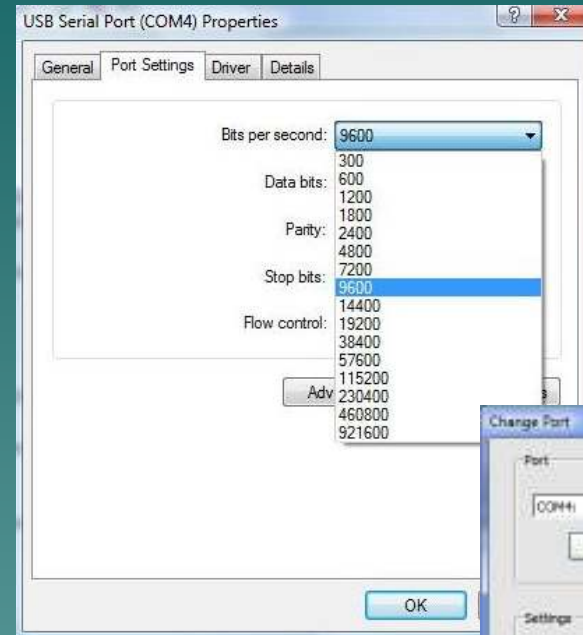 USB Serial Port (COM4) Properties
General Port Settings Driver Details
Bits per second: 9600
300
Data bits: 600
1200
1800
Parity: 2400
4800
7200
Stop bits: 9600
14400
Flow control: 19200
38400
57600
115200
Adv 230400 s
460800
921600
Change Port
Port
COM4:
OK
Settings